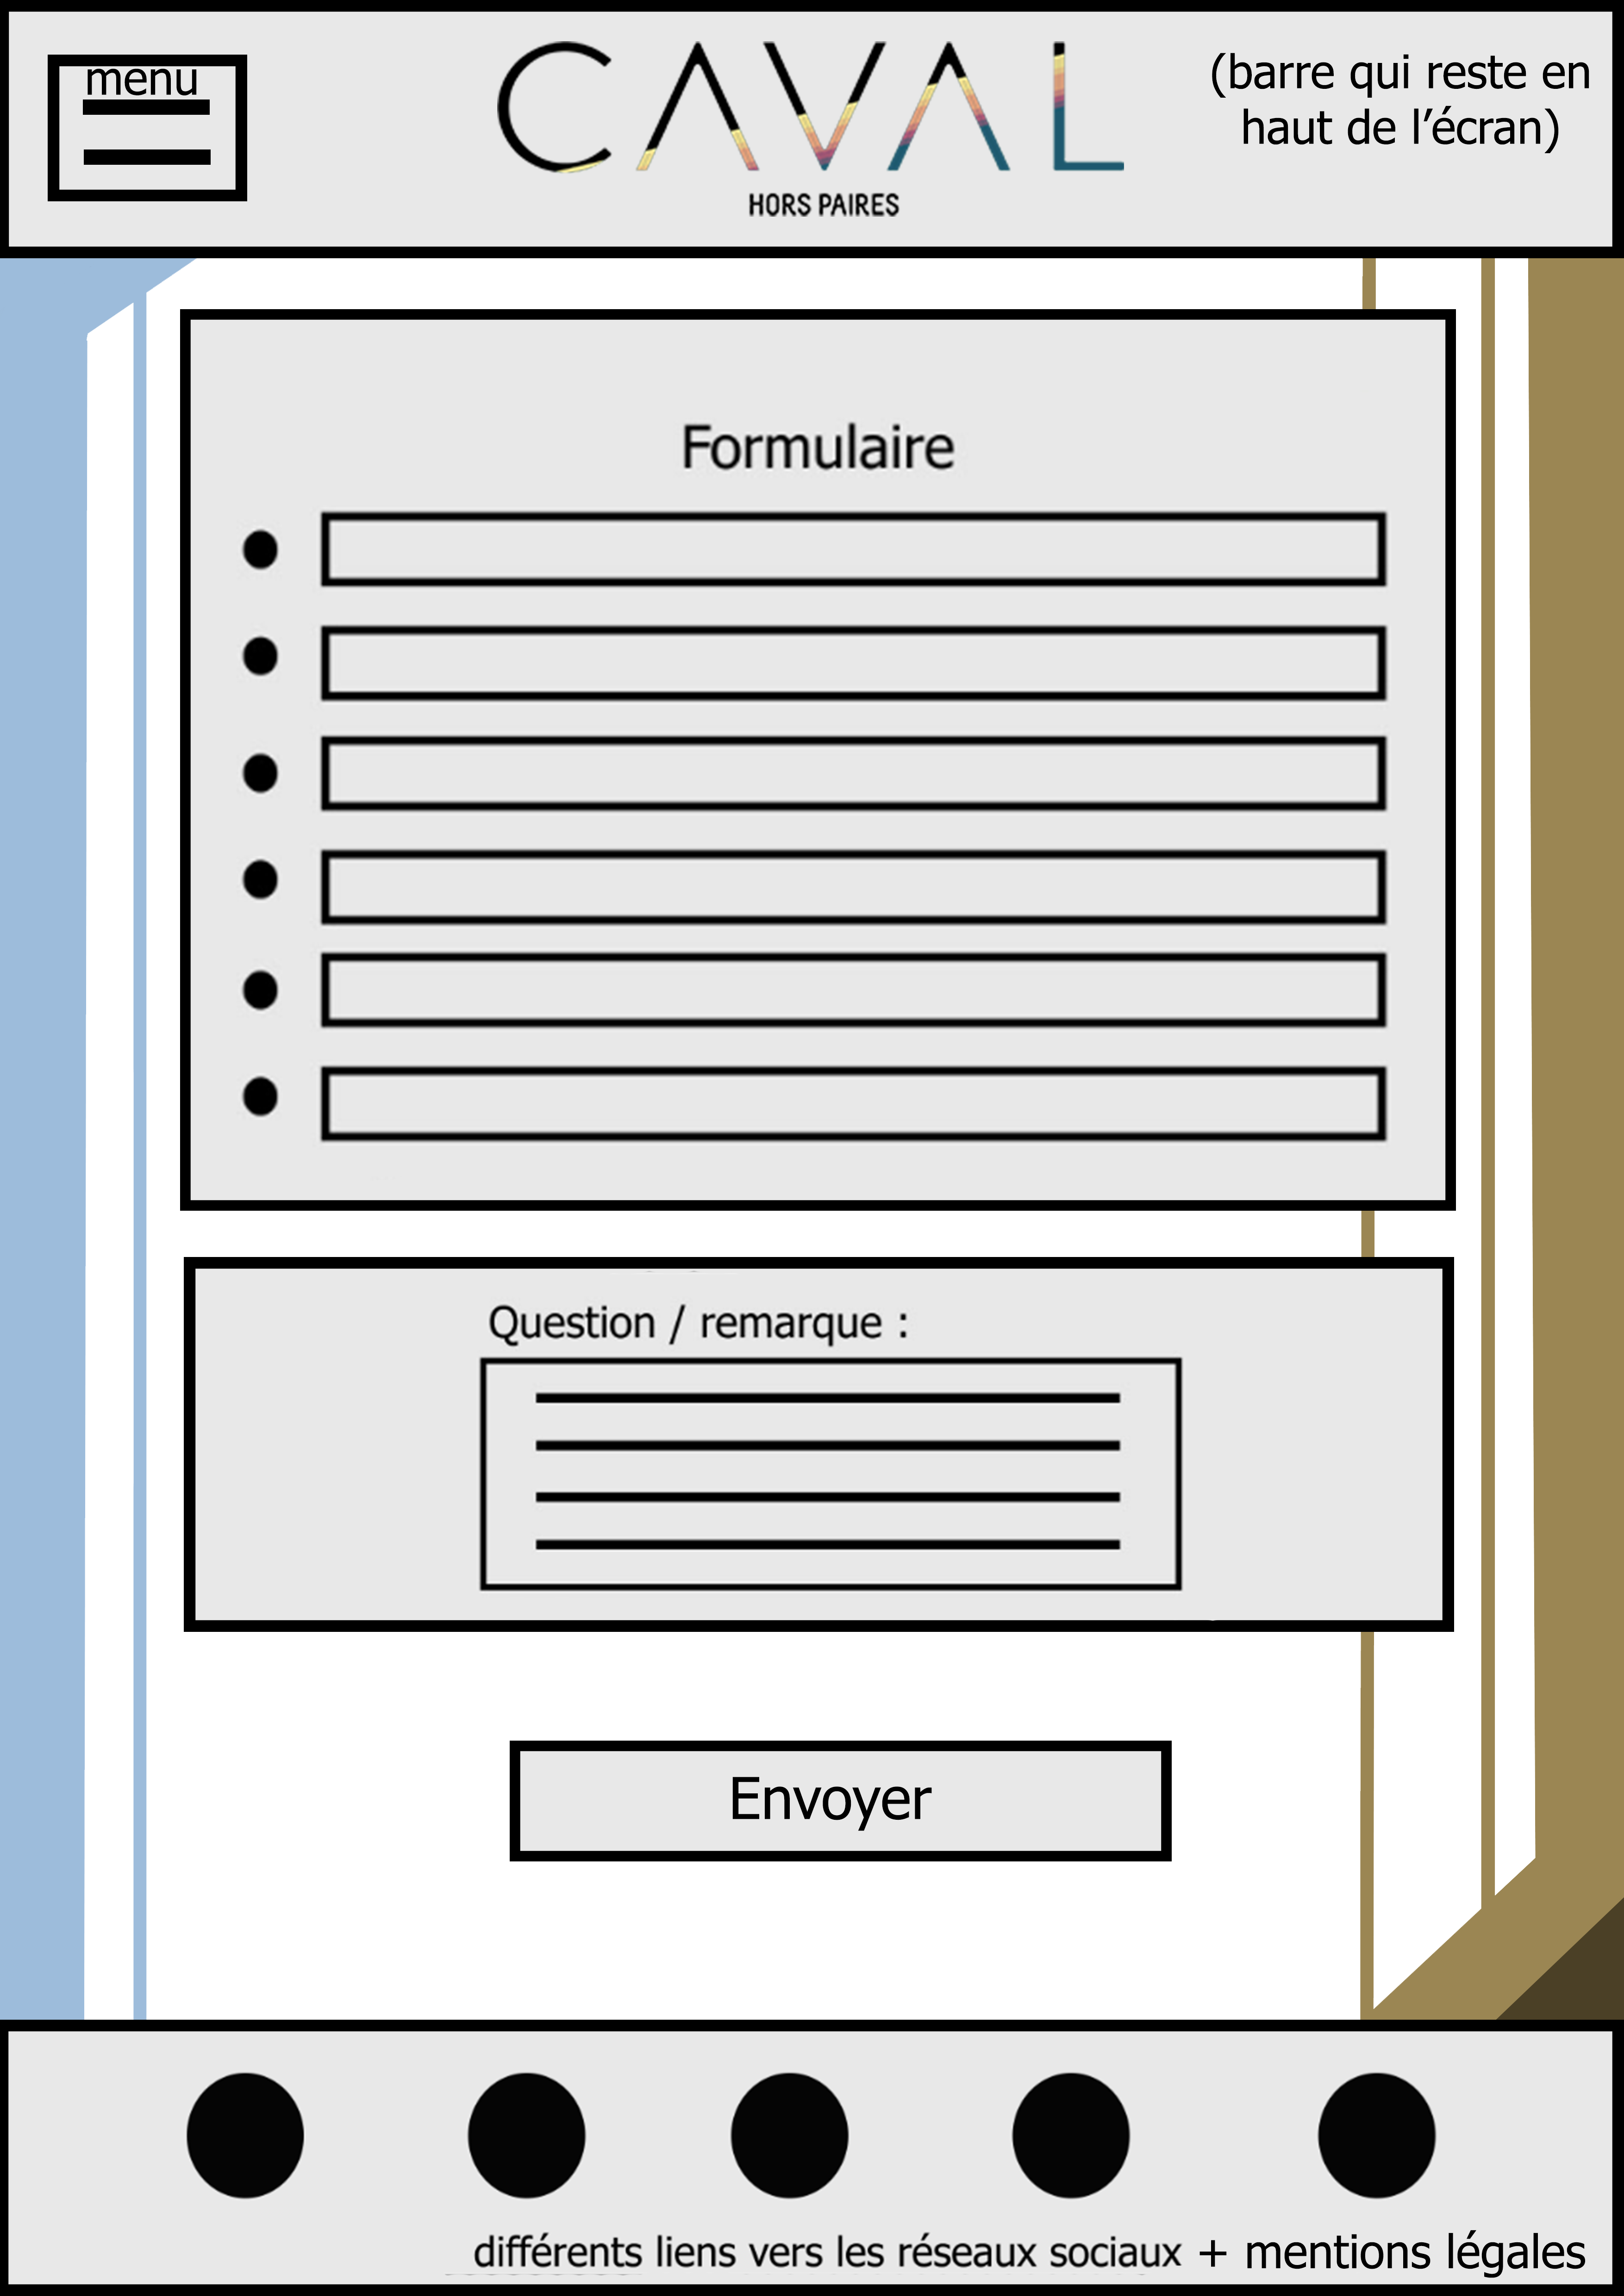 menu
CAVAL
HORS PAIRES
(barre qui reste en
haut de l'écran)
Formulaire
Question / remarque :
Envoyer
différents liens vers les réseaux sociaux + mentions légales